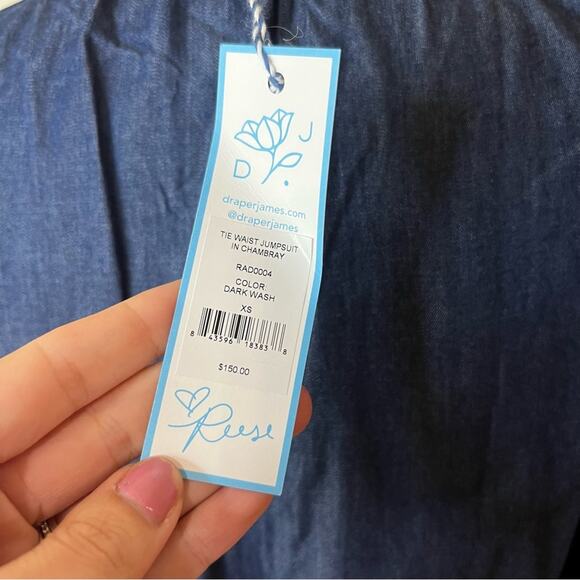 D J
draperjames.com
@draperjames
TIE WAIST JUMPSUIT
IN CHAMBRAY
RAD0004
COLOR:
DARK WASH
XS
8 43596 18383 8
$150.00
Reese